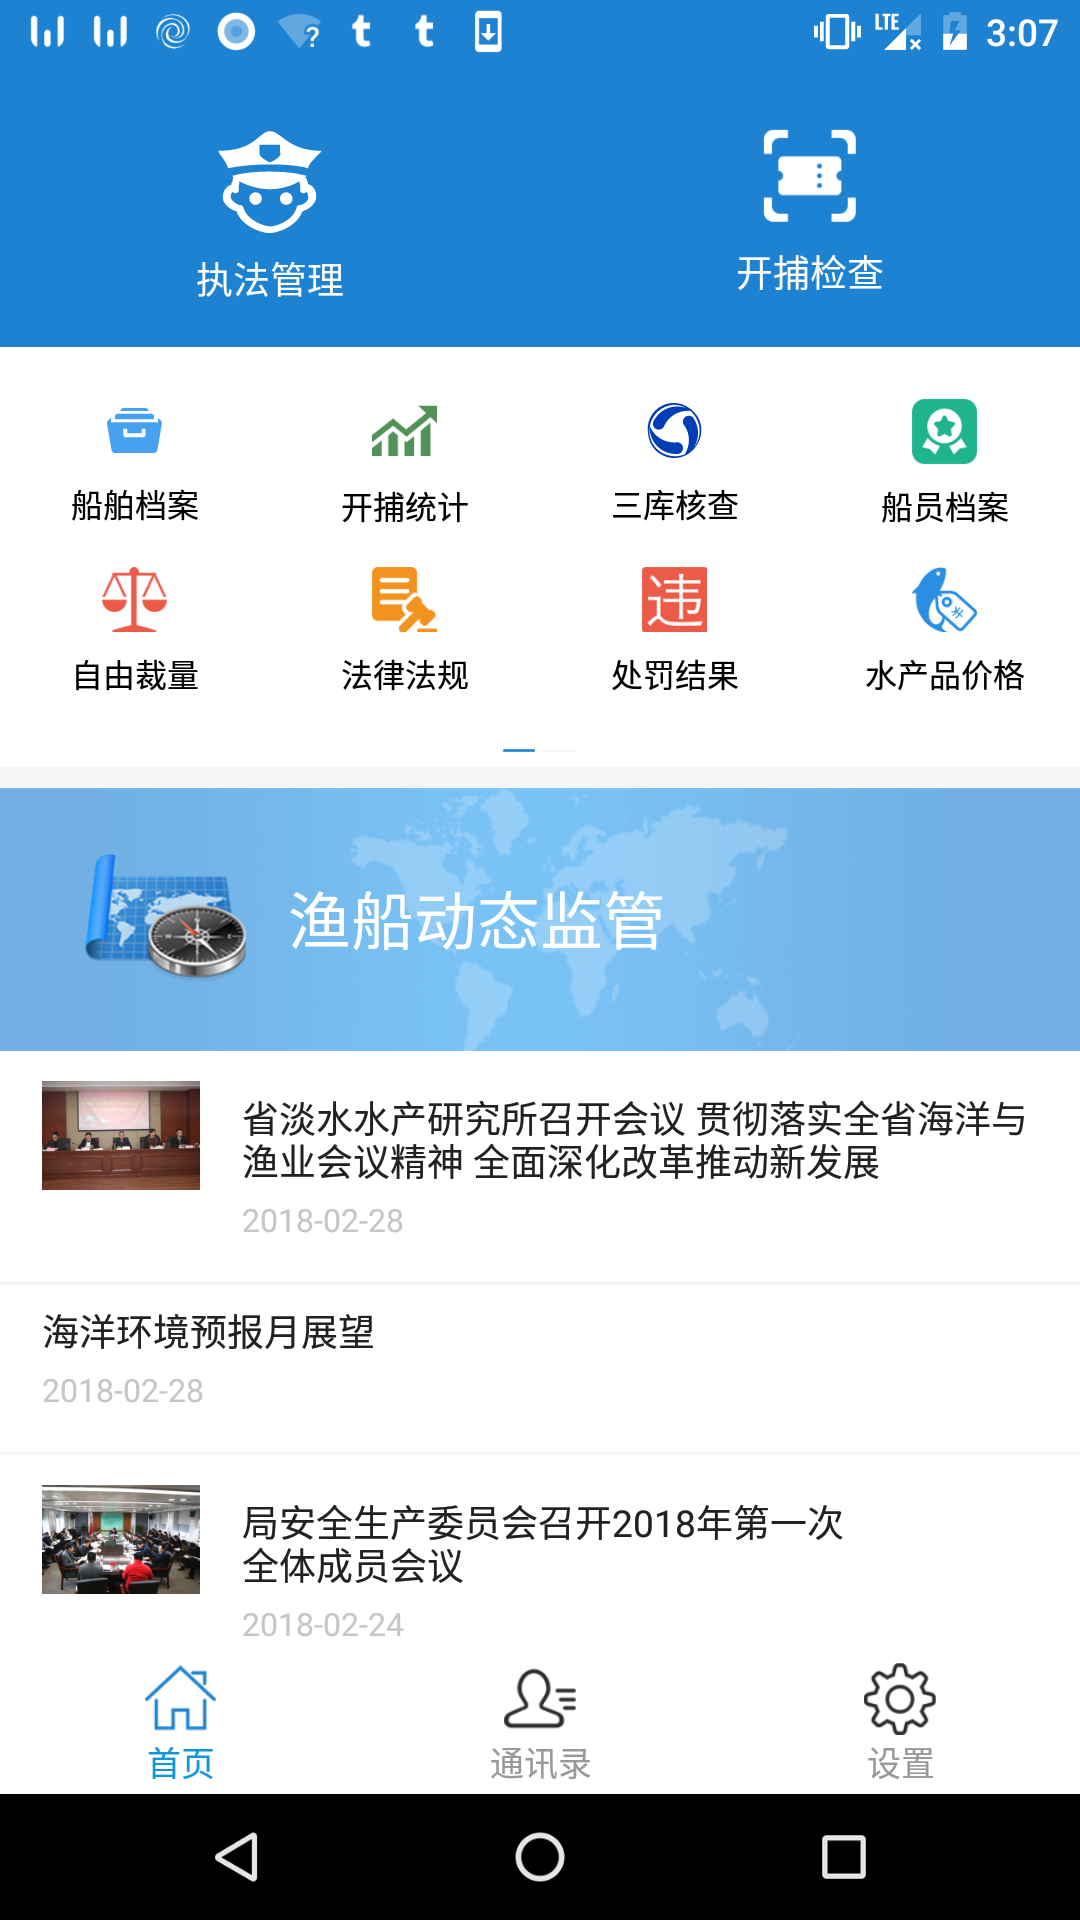 LTE 3:07
执法管理
开捕检查
船舶档案
开捕统计
三库核查
船员档案
自由裁量
法律法规
违
处罚结果
水产品价格
渔船动态监管
省淡水水产研究所召开会议 贯彻落实全省海洋与
渔业会议精神 全面深化改革推动新发展
2018-02-28
海洋环境预报月展望
2018-02-28
局安全生产委员会召开2018年第一次
全体成员会议
2018-02-24
首页
通讯录
设置